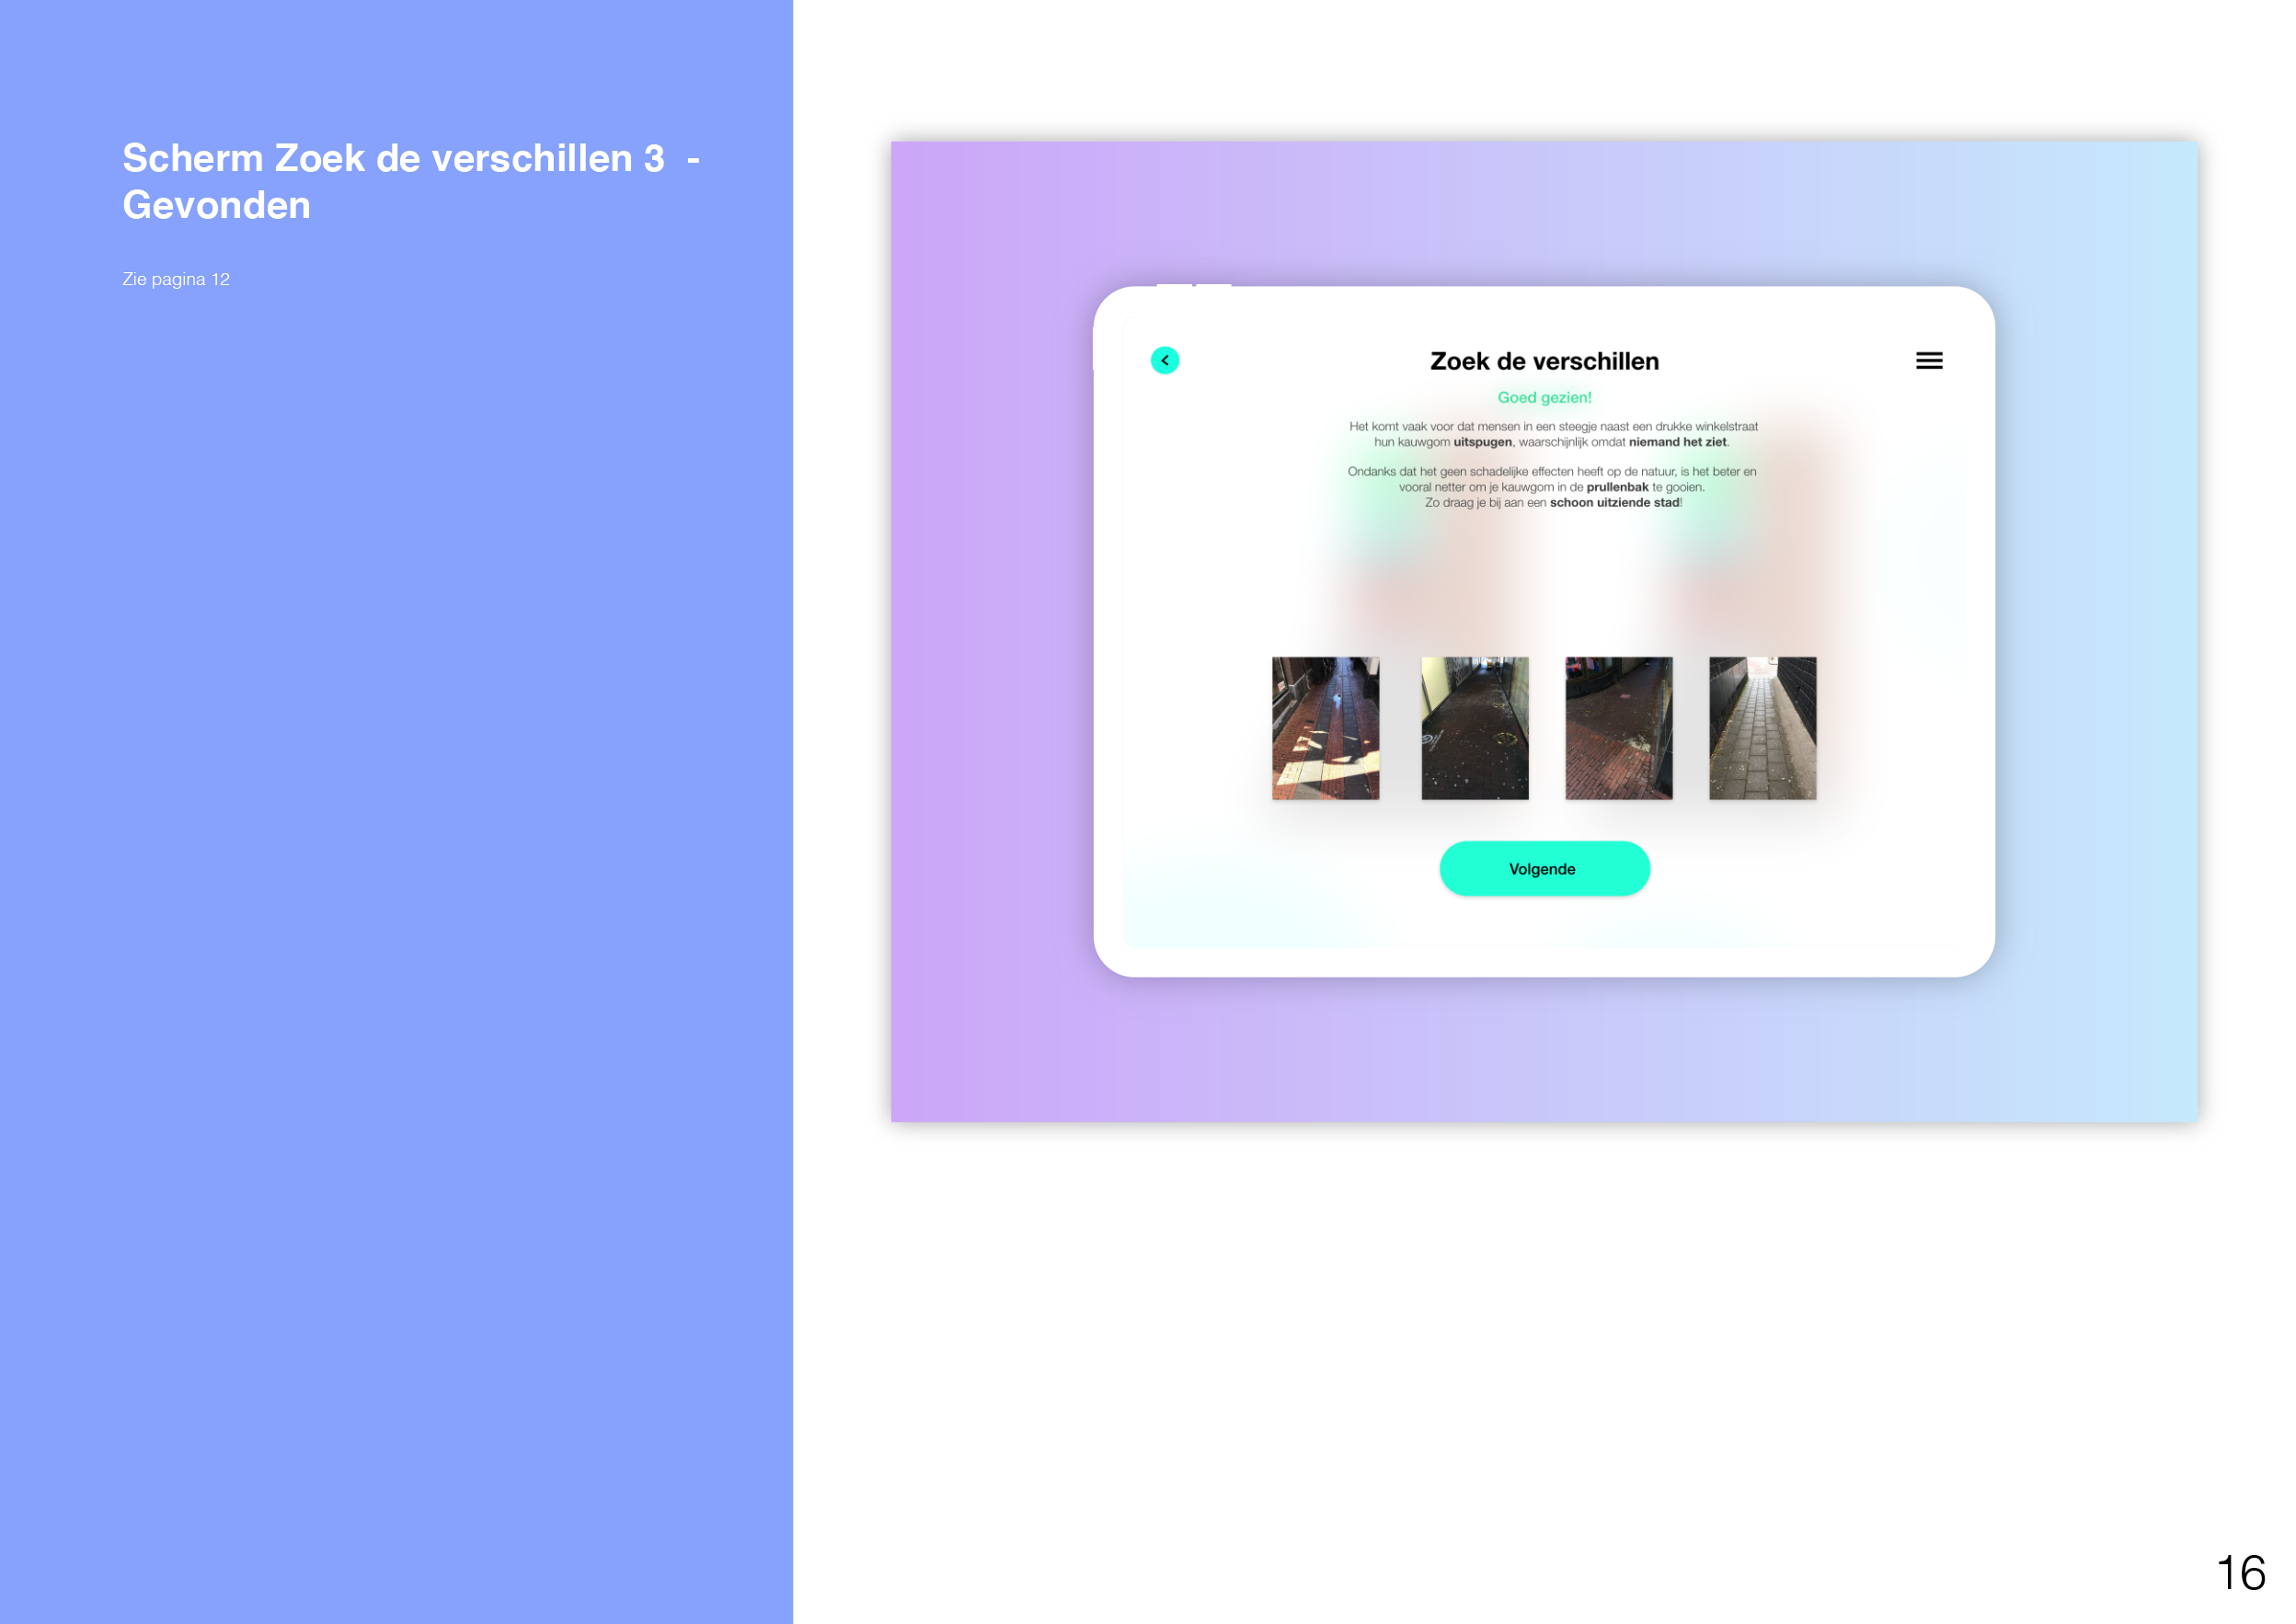 Scherm Zoek de verschillen 3  -
Gevonden
Zie pagina 12
Zoek de verschillen
Goed gezien!
Het komt vaak voor dat mensen in een steegje naast een drukke winkelstraat
hun kauwgom uitspugen, waarschijnlijk omdat niemand het ziet.
Ondanks dat het geen schadelijke effecten heeft op de natuur, is het beter en
vooral netter om je kauwgom in de prullenbak te gooien.
Zo draag je bij aan een schoon uitziende stad!
Volgende
16